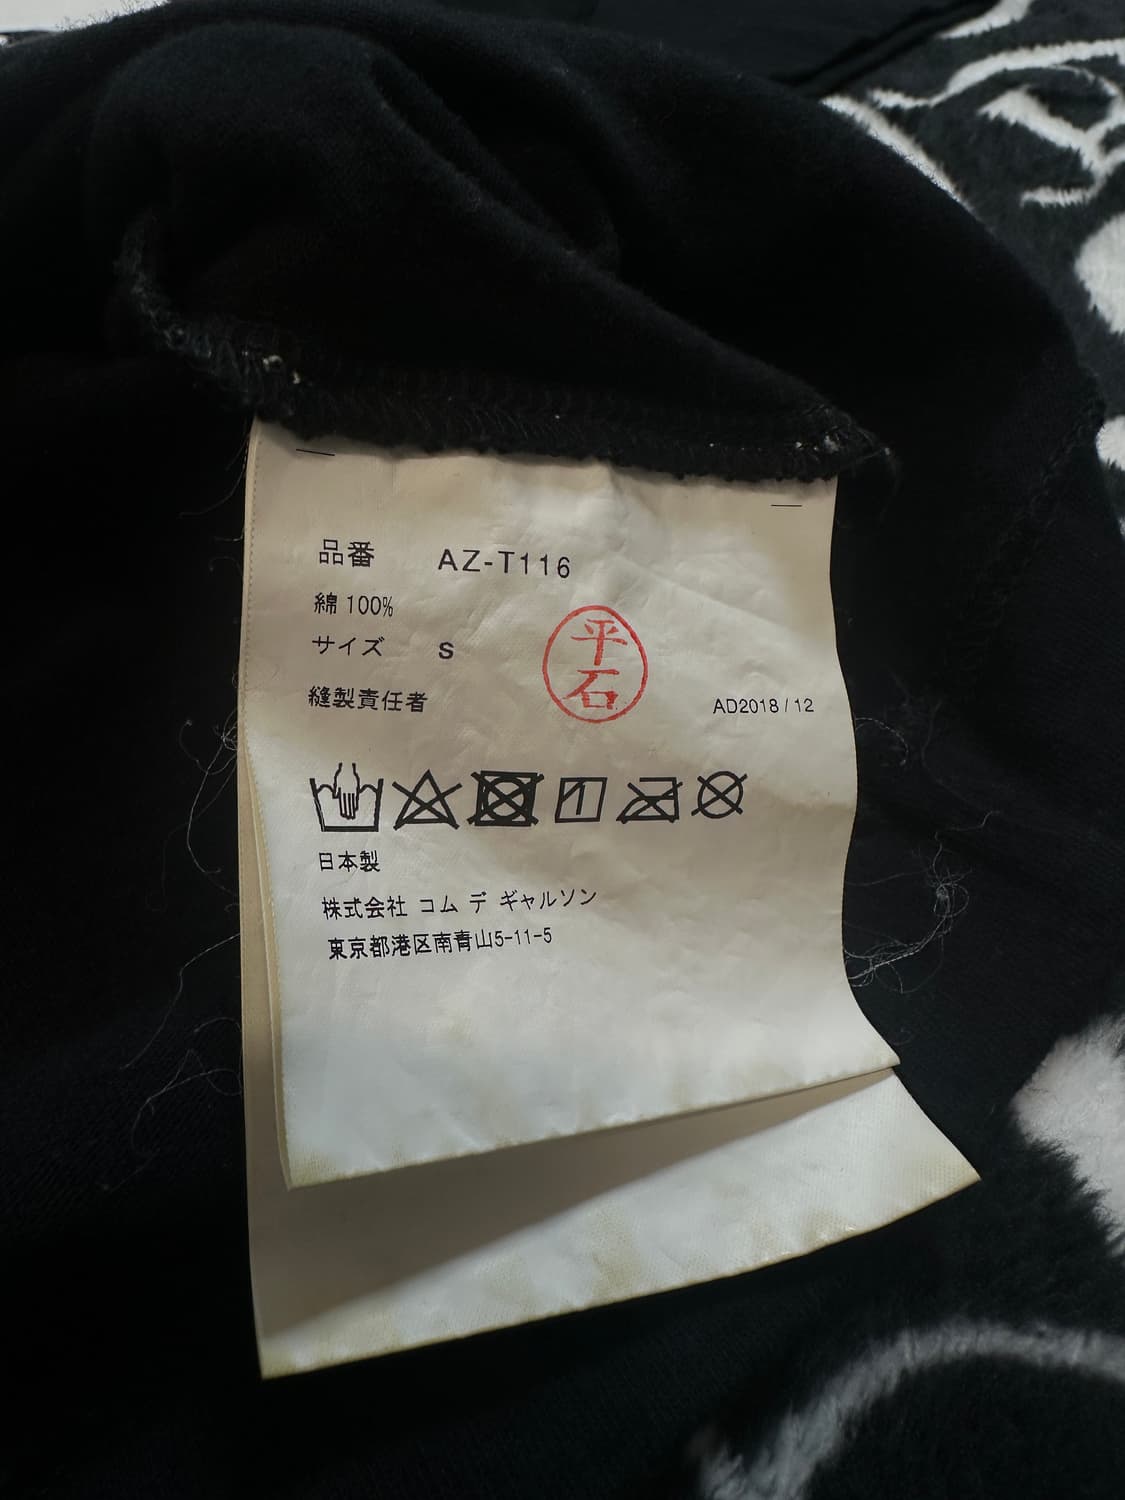 品番 AZ-T116
綿 100%
サイズ S
平石
縫製責任者 AD2018 / 12
日本製
株式会社 コム デ ギャルソン
東京都港区南青山5-11-5